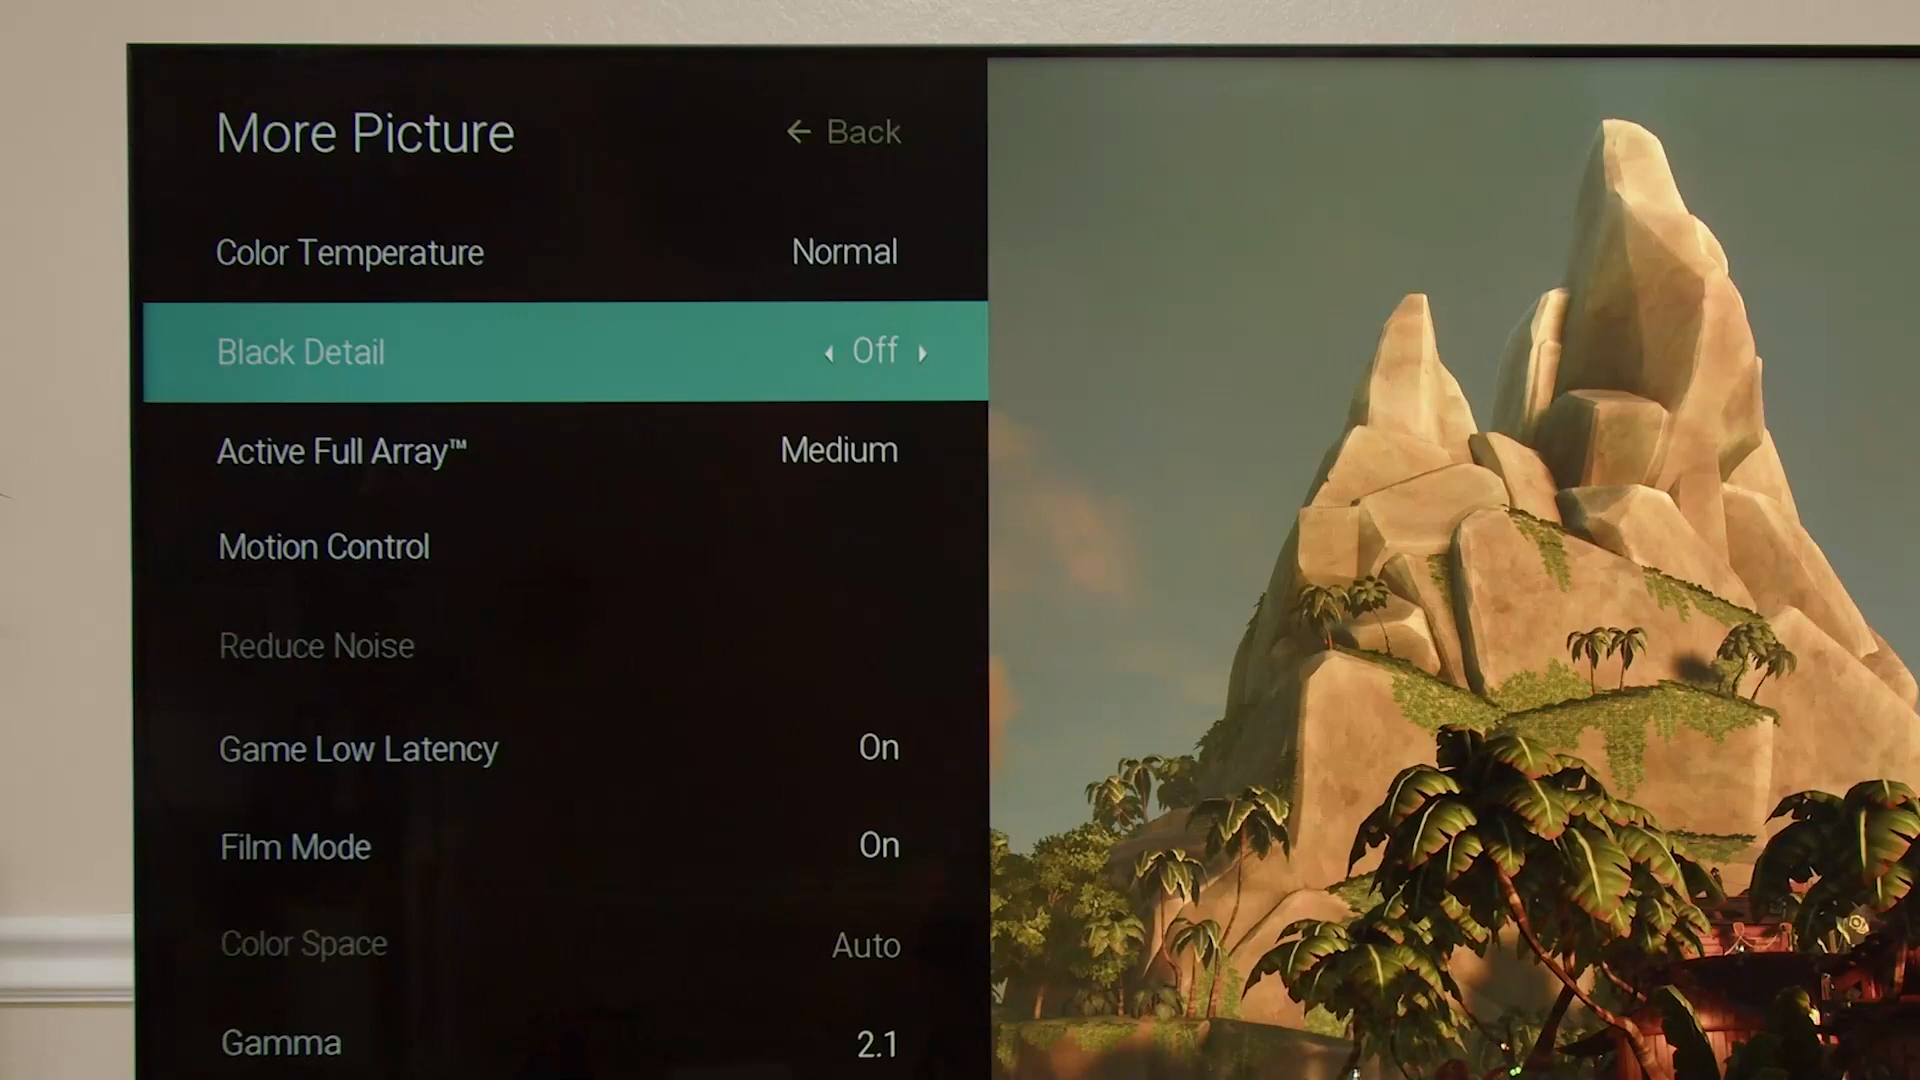 More Picture
← Back
Color Temperature Normal
Black Detail Off
Active Full Array™ Medium
Motion Control
Reduce Noise
Game Low Latency On
Film Mode On
Color Space Auto
Gamma 2.1